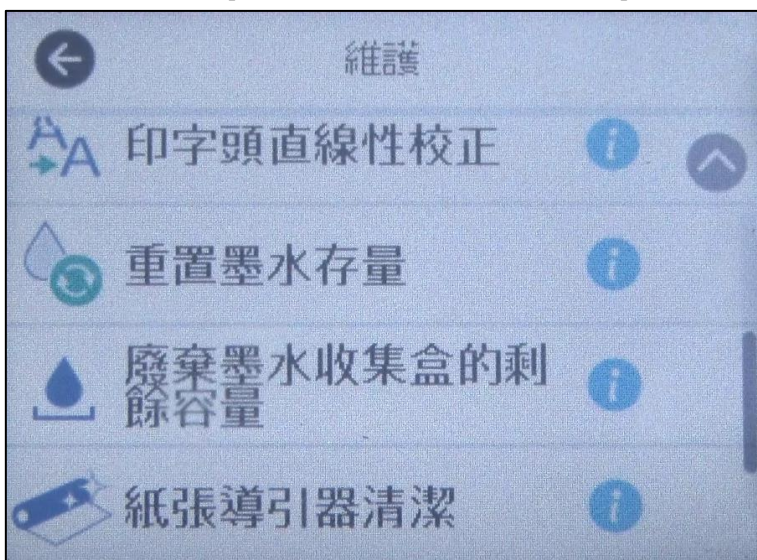 維護
印字頭直線性校正
重置墨水存量
廢棄墨水收集盒的剩
餘容量
紙張導引器清潔